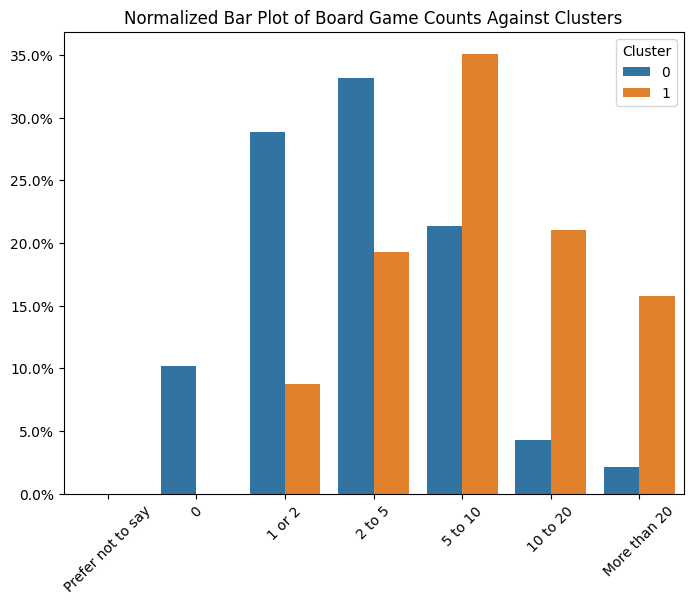 Normalized Bar Plot of Board Game Counts Against Clusters
Cluster
0
1
35.0%
30.0%
25.0%
20.0%
15.0%
10.0%
5.0%
0.0%
Prefer not to say
0
1 or 2
2 to 5
5 to 10
10 to 20
More than 20